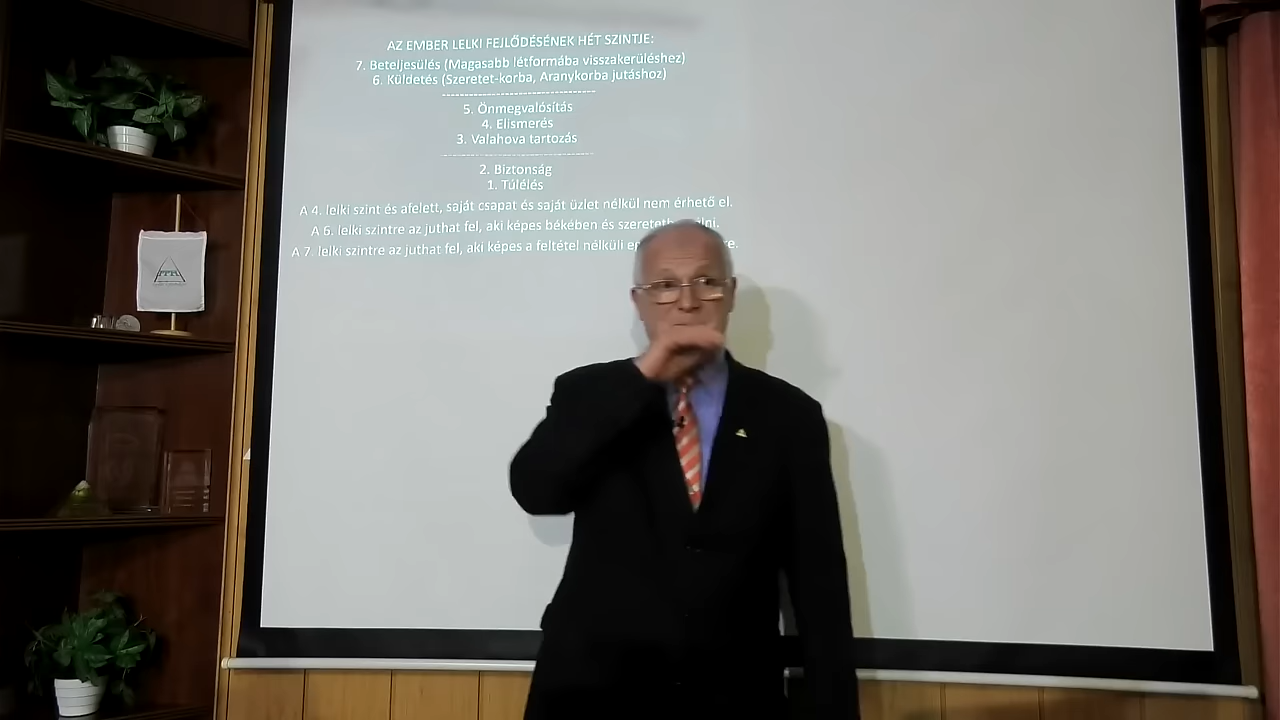 AZ EMBER LELKI FEJLŐDÉSÉNEK HÉT SZINTJE:
7. Beteljesülés (Magasabb létformába visszakerüléshez)
6. Küldetés (Szeretet-korba, Aranykorba jutáshoz)
5. Önmegvalósítás
4. Elismerés
3. Valahova tartozás
2. Biztonság
1. Túlélés
A 4. lelki szint és afelett, saját csapat és saját üzlet nélkül nem érhető el.
A 6. lelki szintre az juthat fel, aki képes békében és
A 7. lelki szintre az juthat fel, aki képes a feltétel nélküli